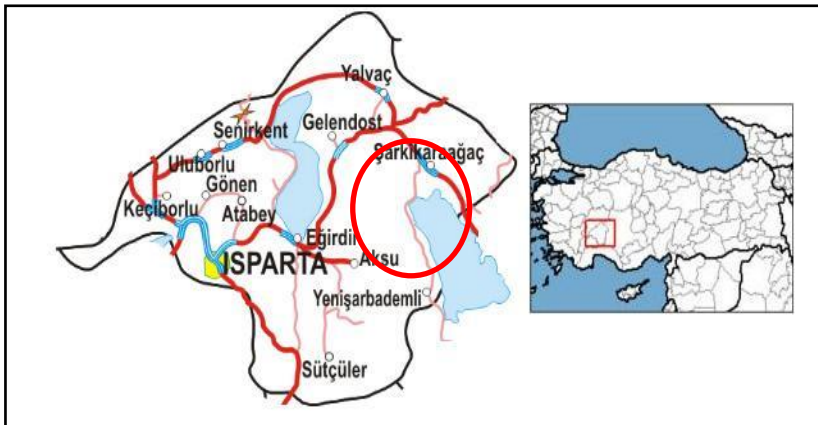 Yalvaç
Gelendost
Senirkent
Şarkikaraağaç
Uluborlu
Gönen
Keçiborlu
Atabey
Eğirdir
ISPARTA
Aksu
Yenişarbademli
Sütçüler